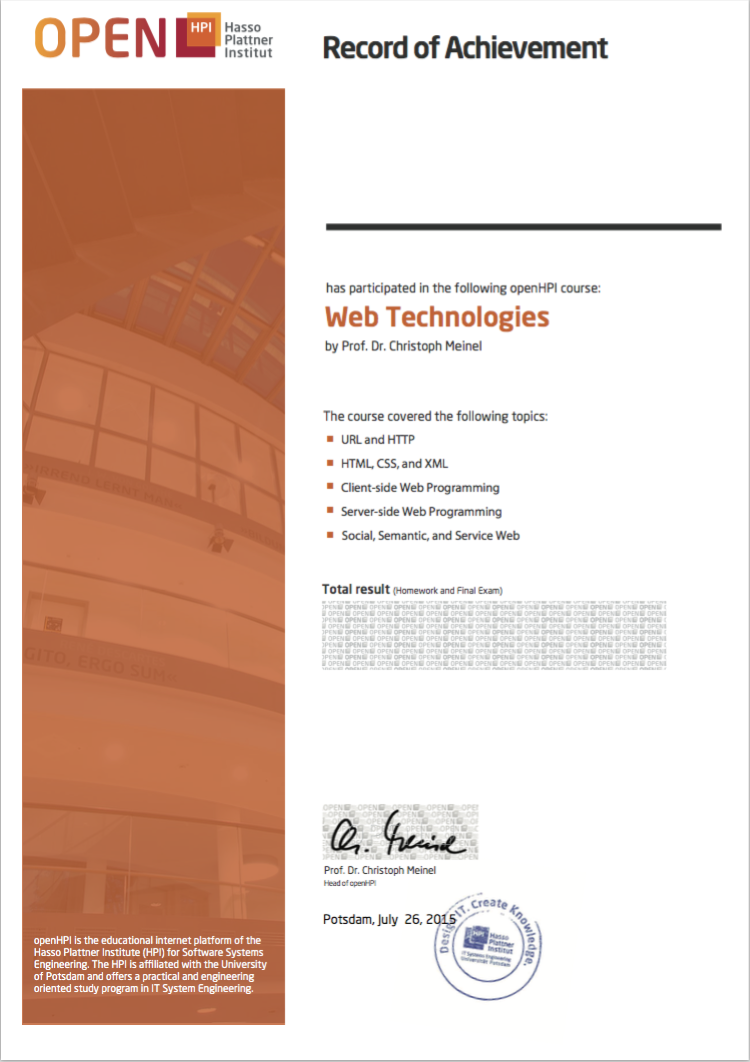 OPEN HPI Hasso
Plattner
Institut
Record of Achievement
has participated in the following openHPI course:
Web Technologies
by Prof. Dr. Christoph Meinel
The course covered the following topics:
URL and HTTP
HTML, CSS, and XML
Client-side Web Programming
Server-side Web Programming
Social, Semantic, and Service Web
Total result (Homework and Final Exam)
Prof. Dr. Christoph Meinel
Head of openHPI
Potsdam, July 26, 2015
Design IT. Create Knowledge.
HPI Hasso
Plattner
Institut
IT Systems Engineering
Universität Potsdam
GITO, ERGO SUM
openHPI is the educational internet platform of the
Hasso Plattner Institute (HPI) for Software Systems
Engineering. The HPI is affiliated with the University
of Potsdam and offers a practical and engineering
oriented study program in IT System Engineering.